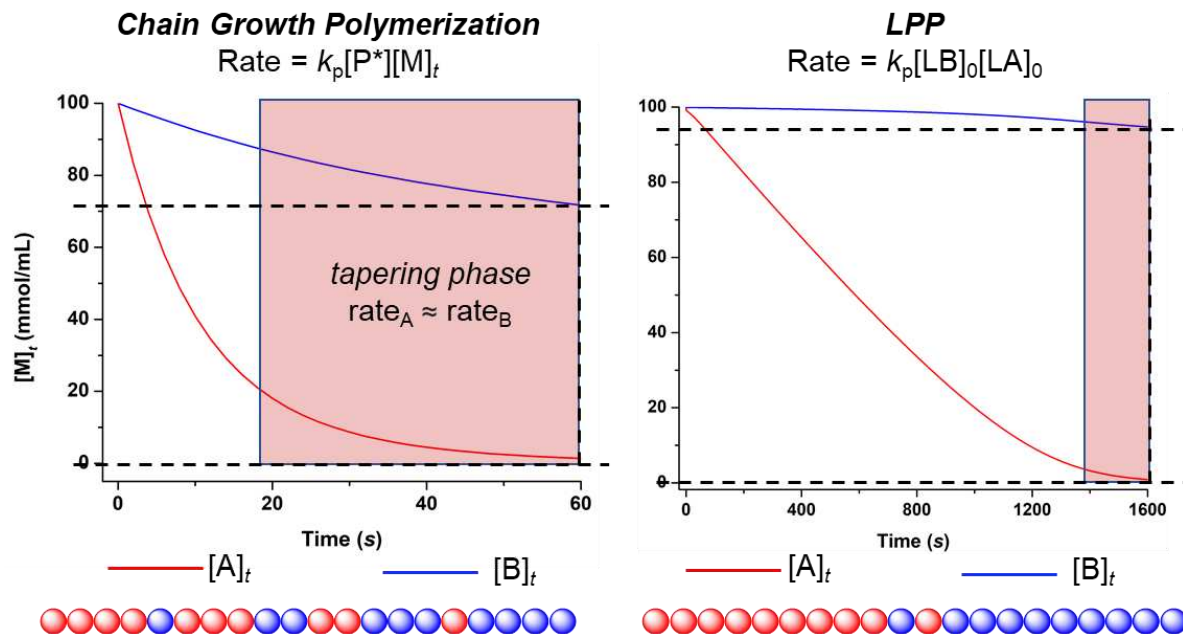 Chain Growth Polymerization
Rate = kₚ[P*][M]ₜ
100
80
60
40
20
0
[M]ₜ (mmol/mL)
tapering phase
rate_A ≈ rate_B
0
20
40
60
Time (s)
[A]ₜ
[B]ₜ
LPP
Rate = kₚ[LB]₀[LA]₀
100
80
60
40
20
0
0
400
800
1200
1600
Time (s)
[A]ₜ
[B]ₜ